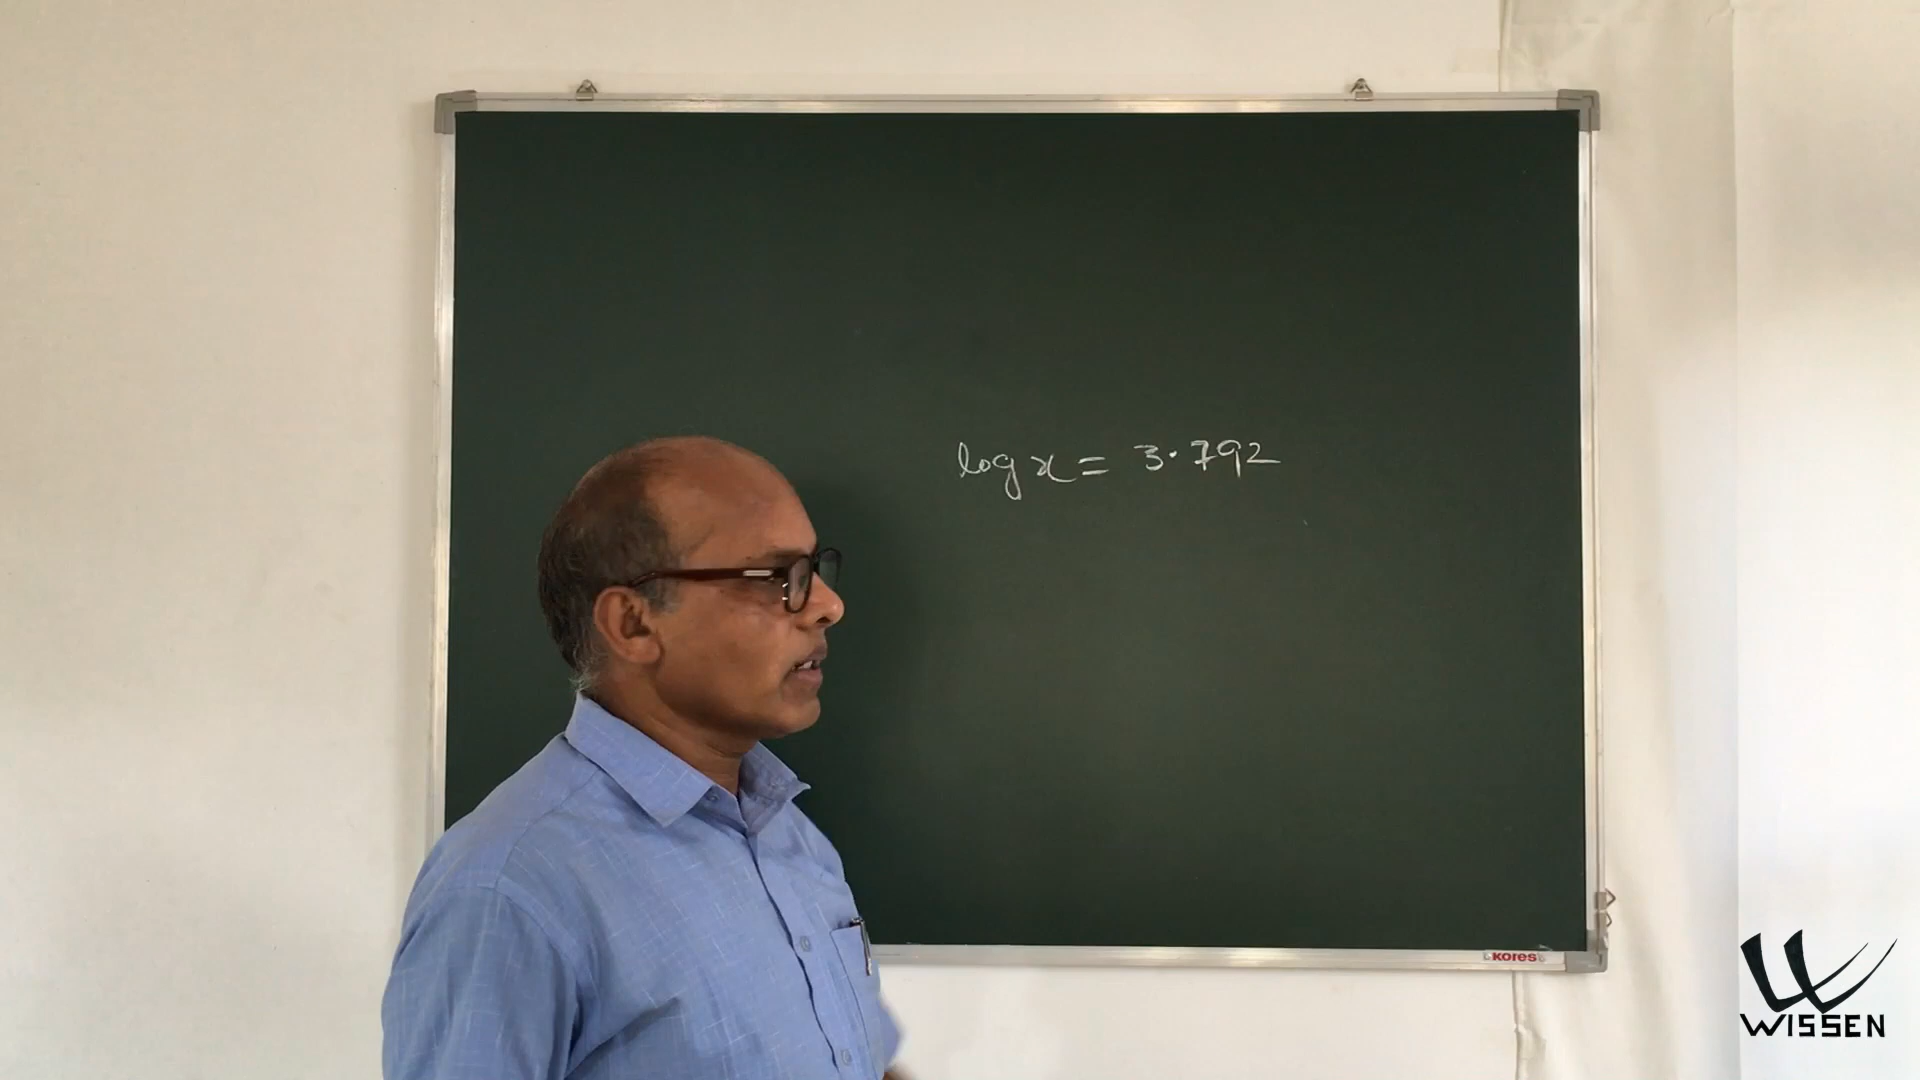 log x = 3.792
kores
WISSEN